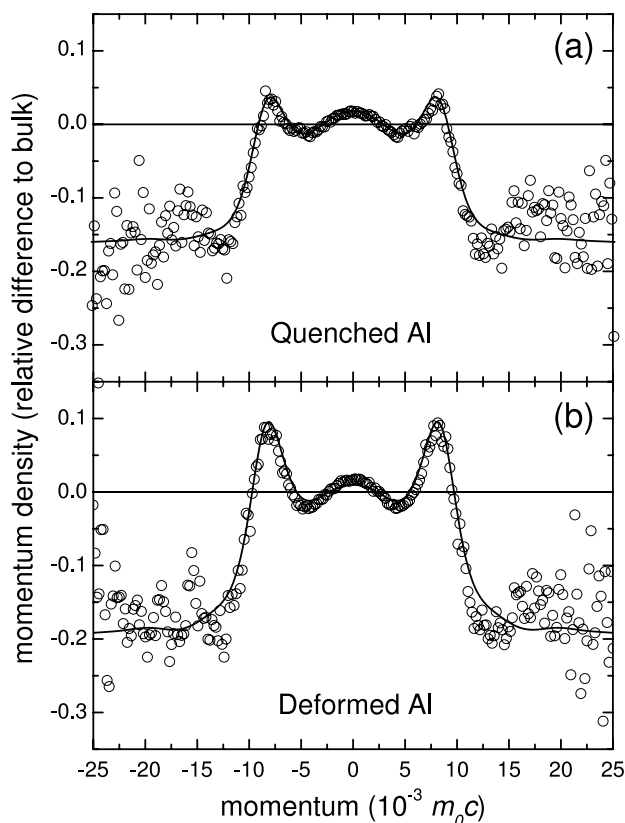 momentum density (relative difference to bulk)
(a)
0.1
0.0
-0.1
-0.2
-0.3
Quenched Al
(b)
0.1
0.0
-0.1
-0.2
-0.3
Deformed Al
-25 -20 -15 -10 -5 0 5 10 15 20 25
momentum (10⁻³ m₀c)